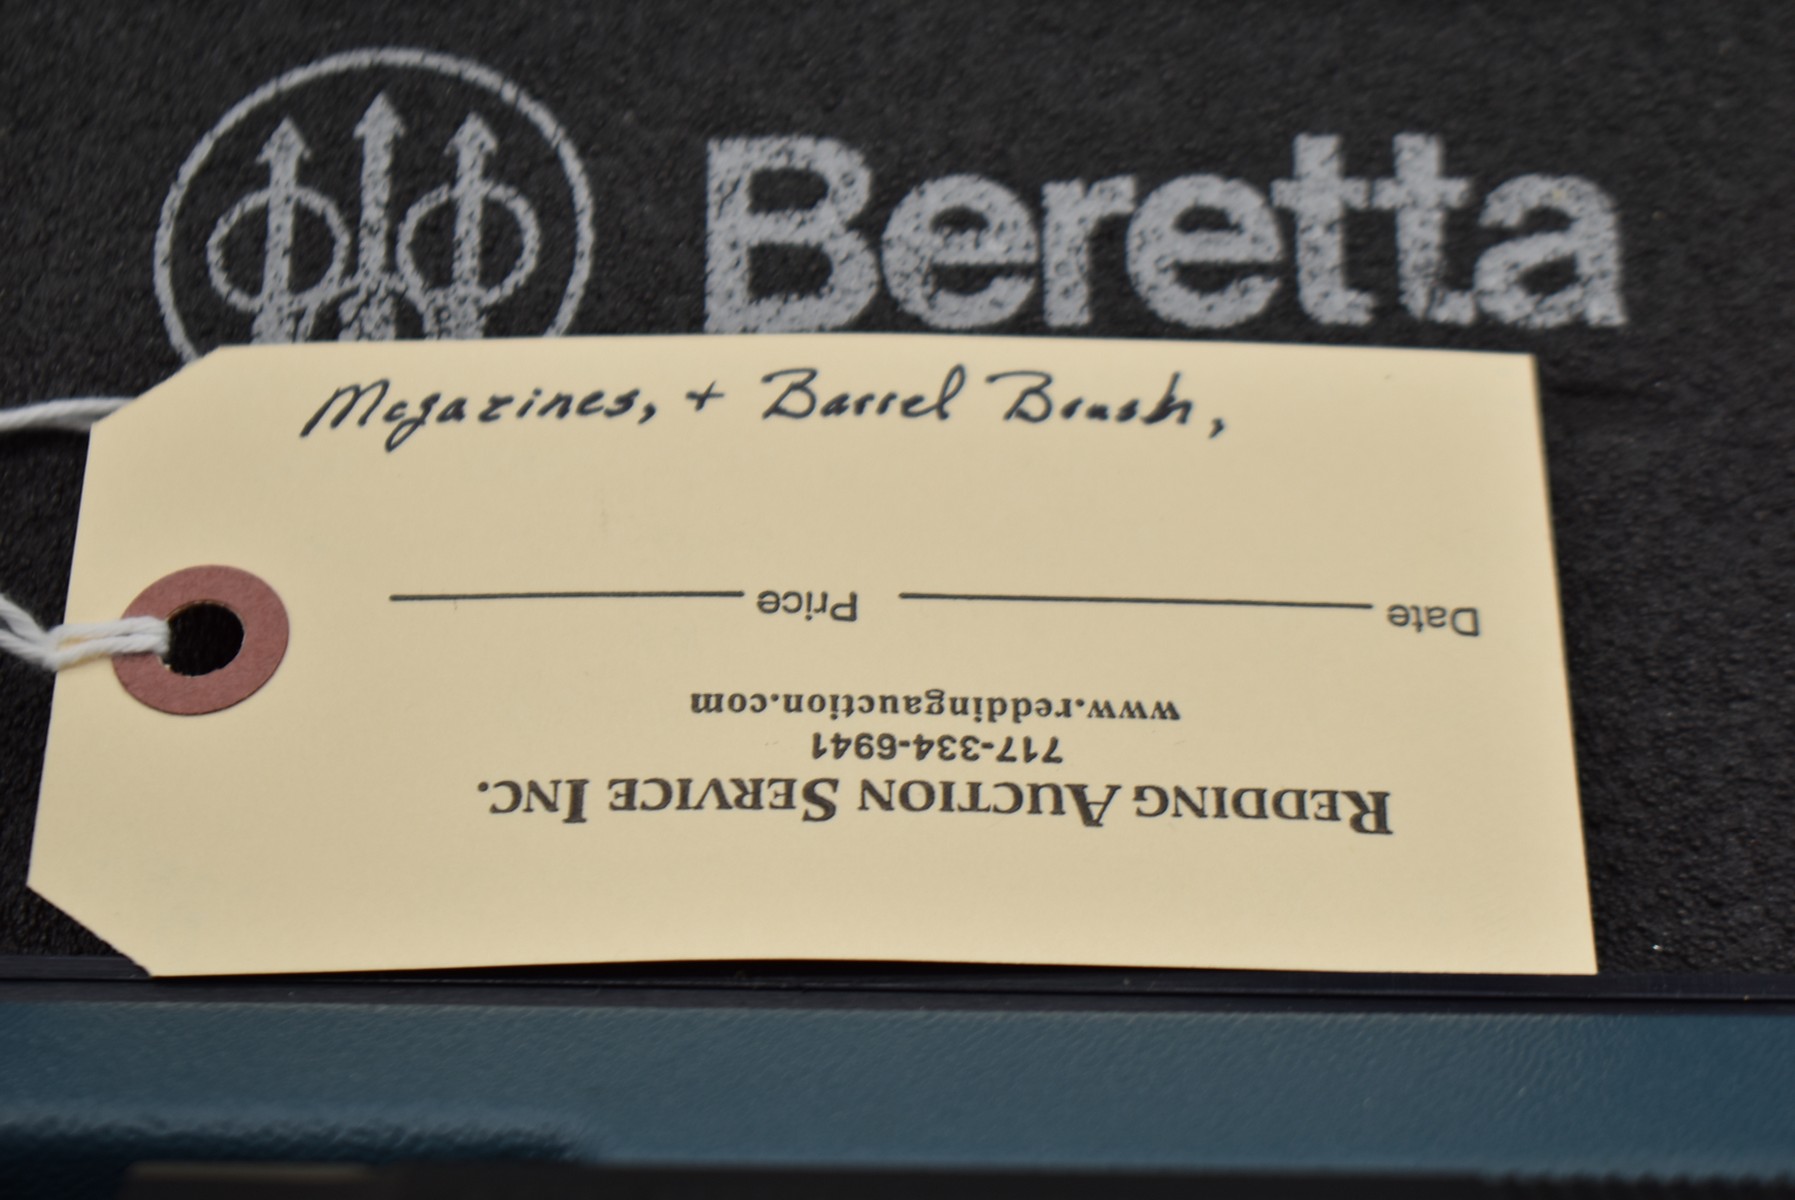 Beretta
Magazines, + Barrel Brush,
REDDING AUCTION SERVICE INC.
717-334-6941
www.reddingauction.com
Date Price